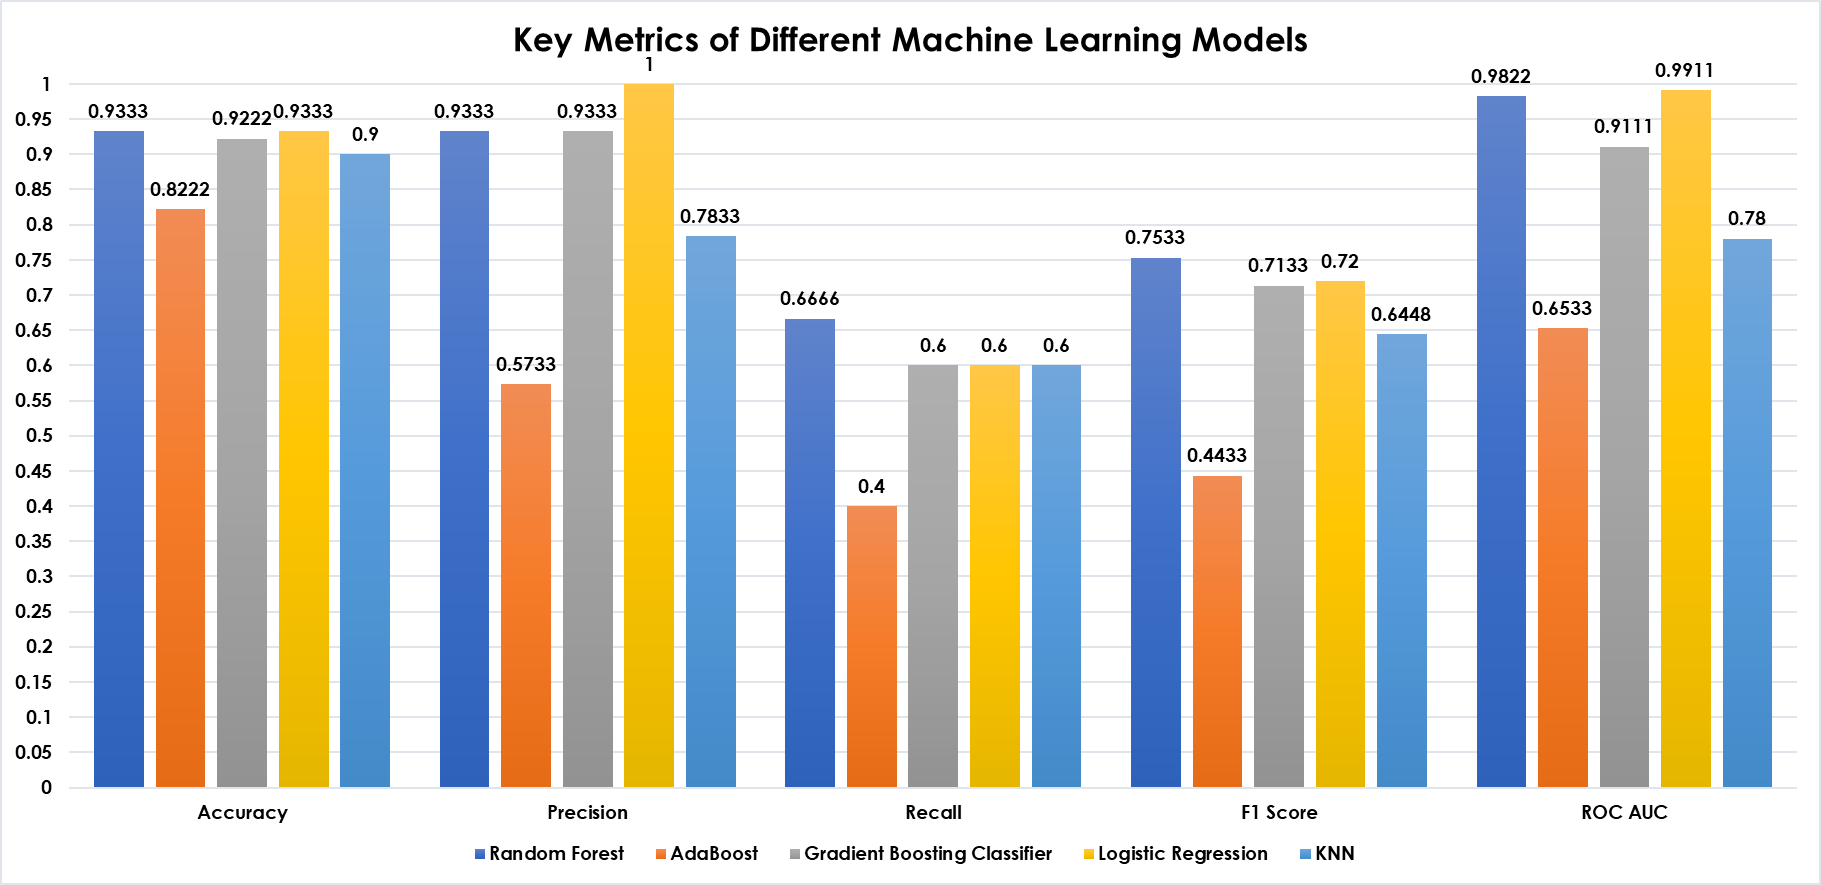 Key Metrics of Different Machine Learning Models
1
0.95
0.9
0.85
0.8
0.75
0.7
0.65
0.6
0.55
0.5
0.45
0.4
0.35
0.3
0.25
0.2
0.15
0.1
0.05
0
0.9333 0.8222 0.9222 0.9333 0.9
0.9333 0.5733 0.9333 1 0.7833
0.6666 0.4 0.6 0.6 0.6
0.7533 0.4433 0.7133 0.72 0.6448
0.9822 0.6533 0.9111 0.9911 0.78
Accuracy Precision Recall F1 Score ROC AUC
Random Forest AdaBoost Gradient Boosting Classifier Logistic Regression KNN